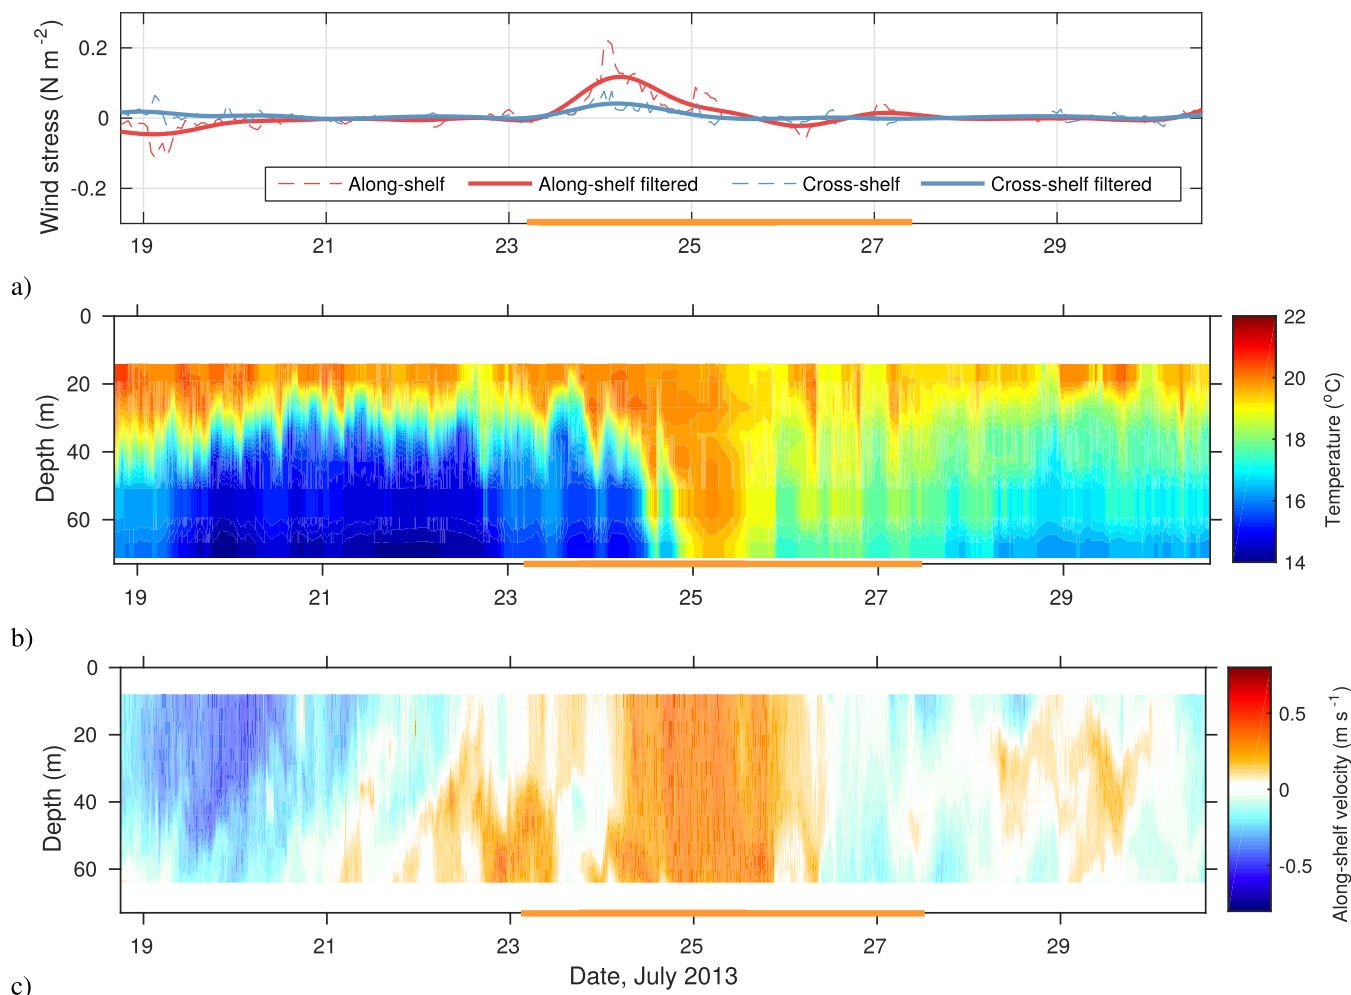 Wind stress (N m-2)
0.2
0
-0.2
Along-shelf
Along-shelf filtered
Cross-shelf
Cross-shelf filtered
19 21 23 25 27 29
a)
Depth (m)
0
20
40
60
19 21 23 25 27 29
22
20
18
16
14
Temperature (oC)
b)
Depth (m)
0
20
40
60
19 21 23 25 27 29
Date, July 2013
0.5
0
-0.5
Along-shelf velocity (m s-1)
c)